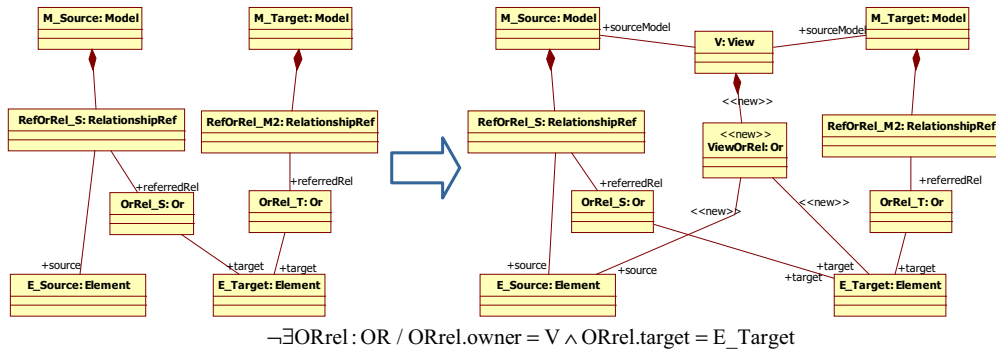 M_Source: Model
M_Target: Model
RefOrRel_S: RelationshipRef
RefOrRel_M2: RelationshipRef
+referredRel
+referredRel
OrRel_S: Or
OrRel_T: Or
+source
+target
+target
E_Source: Element
E_Target: Element
M_Source: Model
M_Target: Model
+sourceModel
+sourceModel
V: View
<<new>>
RefOrRel_S: RelationshipRef
<<new>>
ViewOrRel: Or
RefOrRel_M2: RelationshipRef
+referredRel
+referredRel
OrRel_S: Or
<<new>>
<<new>>
OrRel_T: Or
+source
+source
+target
+target
+target
E_Source: Element
E_Target: Element
¬∃ORrel : OR / ORrel.owner = V ∧ ORrel.target = E_Target